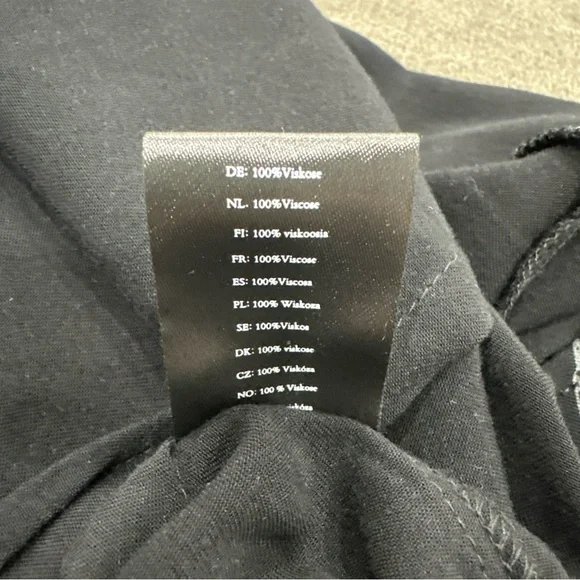 DE: 100%Viskose
NL: 100%Viscose
FI: 100% viskoosia
FR: 100%Viscose
ES: 100%Viscosa
PL: 100% Wiskoza
SE: 100%Viskos
DK: 100% viskose
CZ: 100% Viskóza
NO: 100 % Viskose